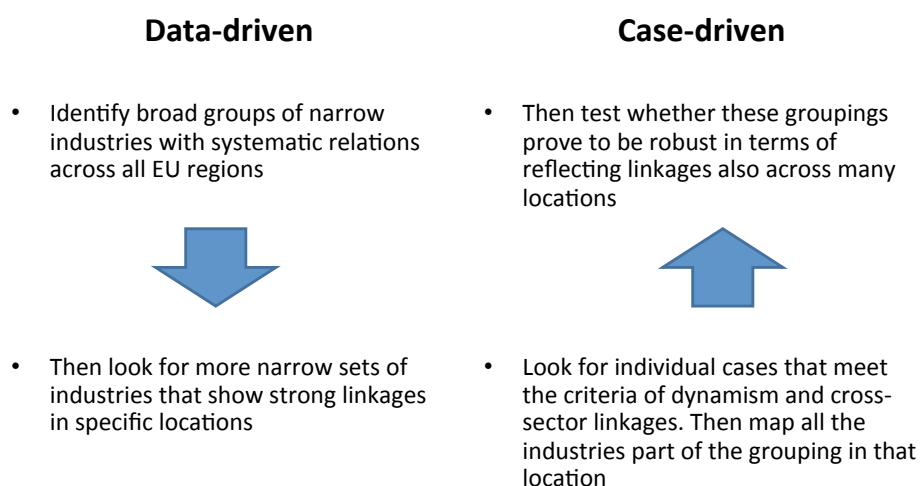 Data-driven
Case-driven
• Identify broad groups of narrow
industries with systematic relations
across all EU regions
• Then look for more narrow sets of
industries that show strong linkages
in specific locations
• Then test whether these groupings
prove to be robust in terms of
reflecting linkages also across many
locations
• Look for individual cases that meet
the criteria of dynamism and cross-
sector linkages. Then map all the
industries part of the grouping in that
location